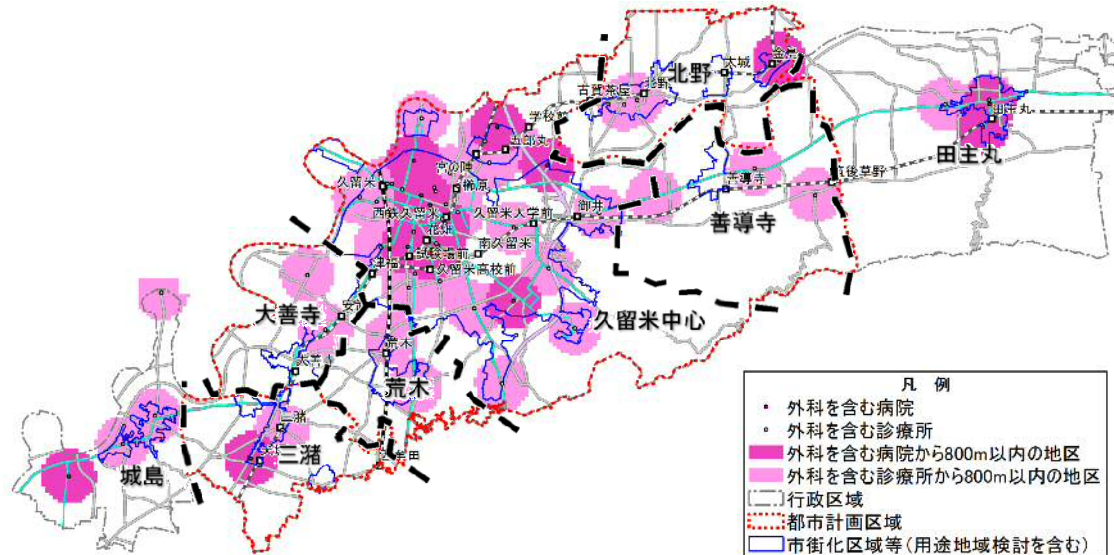 北野
大城
金島
古賀茶屋
北野
学校前
五郎丸
田主丸
田主丸
宮の陣
久留米
櫛原
善導寺
筑後草野
西鉄久留米
久留米大学前
御井
善導寺
花畑
南久留米
試験場前
津福
久留米高校前
大善寺
安武
久留米中心
荒木
大善寺
荒木
三潴
犬塚
三潴
城島
凡 例
外科を含む病院
外科を含む診療所
外科を含む病院から800m以内の地区
外科を含む診療所から800m以内の地区
行政区域
都市計画区域
市街化区域等(用途地域検討を含む)